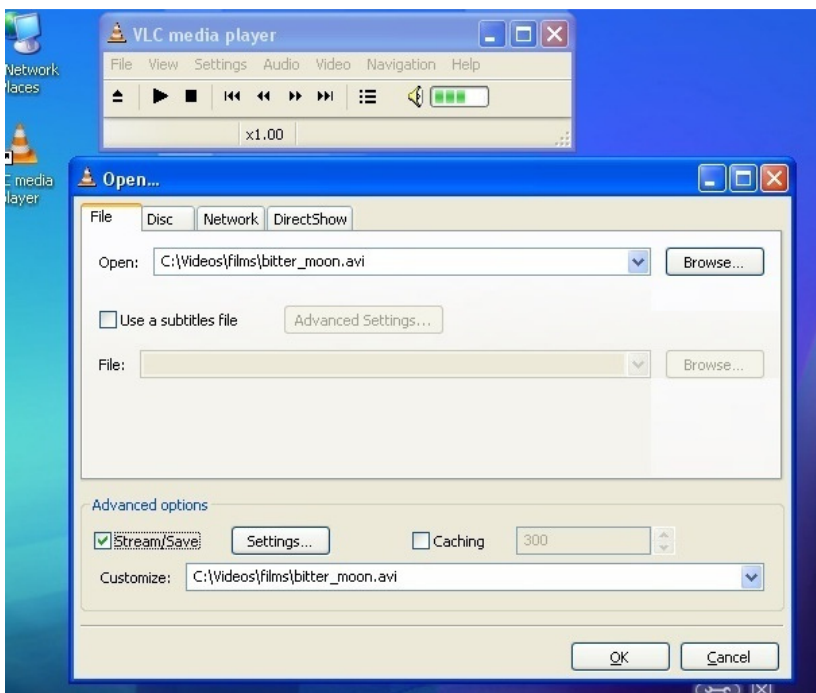 Network
laces
VLC media player
File View Settings Audio Video Navigation Help
x1.00
C media
layer
Open...
File Disc Network DirectShow
Open: C:\Videos\films\bitter_moon.avi Browse...
Use a subtitles file Advanced Settings...
File: Browse...
Advanced options
Stream/Save Settings... Caching 300
Customize: C:\Videos\films\bitter_moon.avi
OK Cancel